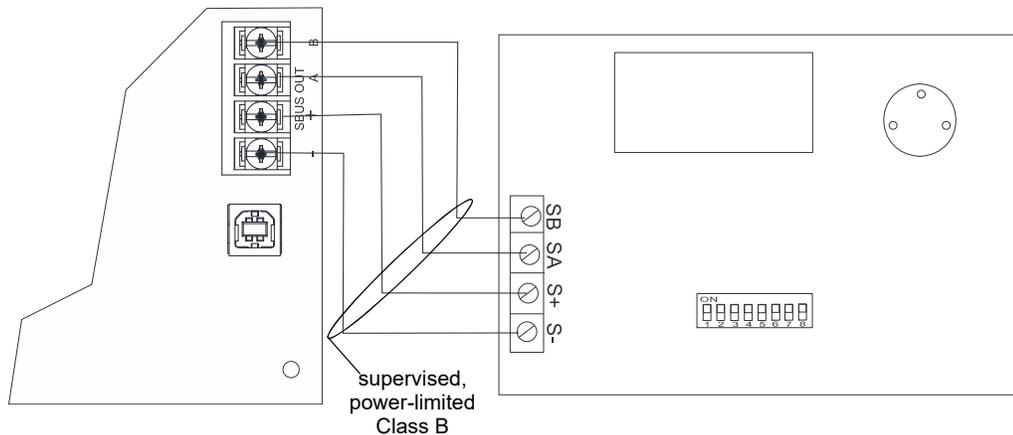 B
A
SBUS OUT
+
-
SB
SA
S+
S-
ON
1 2 3 4 5 6 7 8
supervised,
power-limited
Class B